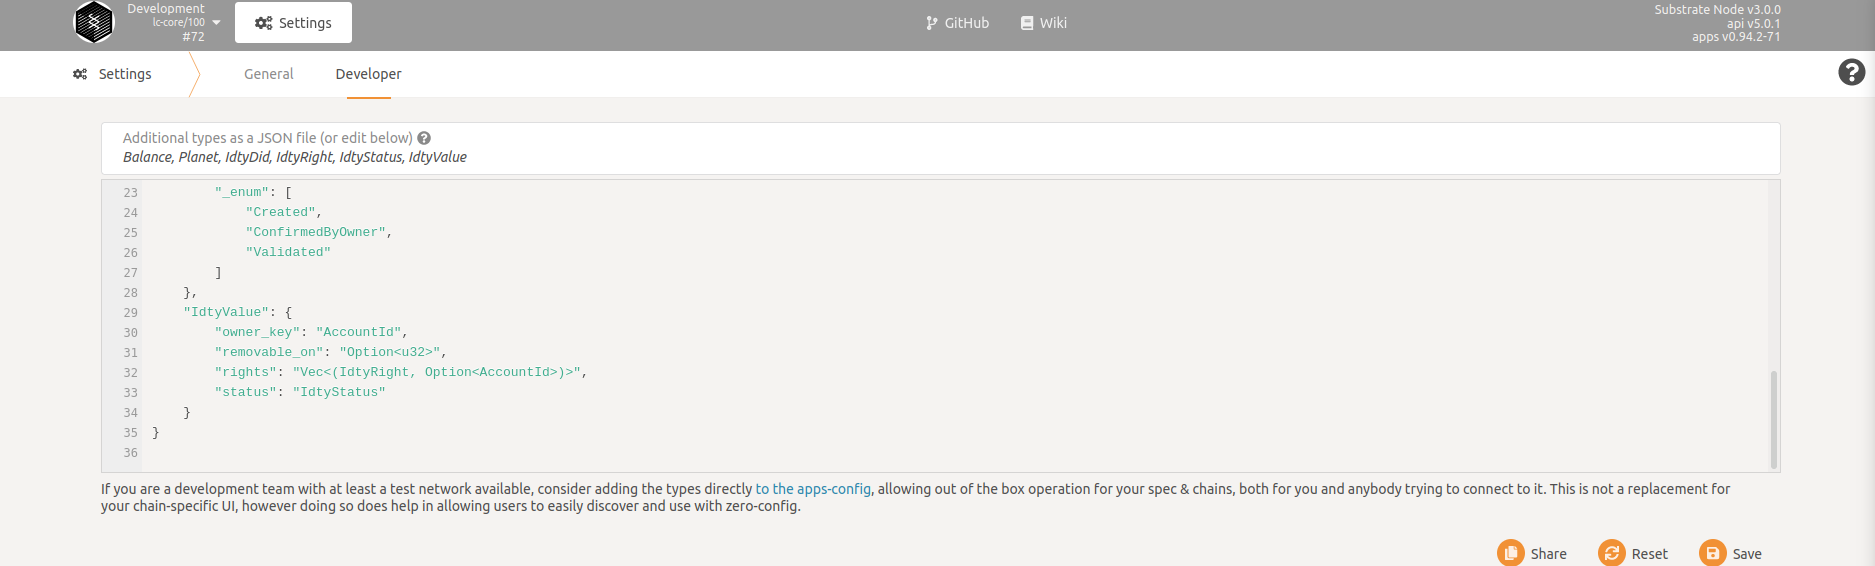 Development
lc-core/100
#72
Settings
GitHub
Wiki
Substrate Node v3.0.0
api v5.0.1
apps v0.94.2-71
Settings
General
Developer
?
Additional types as a JSON file (or edit below) ?
Balance, Planet, IdtyDid, IdtyRight, IdtyStatus, IdtyValue
23 "_enum": [
24 "Created",
25 "ConfirmedByOwner",
26 "Validated"
27 ]
28 },
29 "IdtyValue": {
30 "owner_key": "AccountId",
31 "removable_on": "Option<u32>",
32 "rights": "Vec<(IdtyRight, Option<AccountId>)>",
33 "status": "IdtyStatus"
34 }
35 }
36
If you are a development team with at least a test network available, consider adding the types directly to the apps-config, allowing out of the box operation for your spec & chains, both for you and anybody trying to connect to it. This is not a replacement for
your chain-specific UI, however doing so does help in allowing users to easily discover and use with zero-config.
Share
Reset
Save